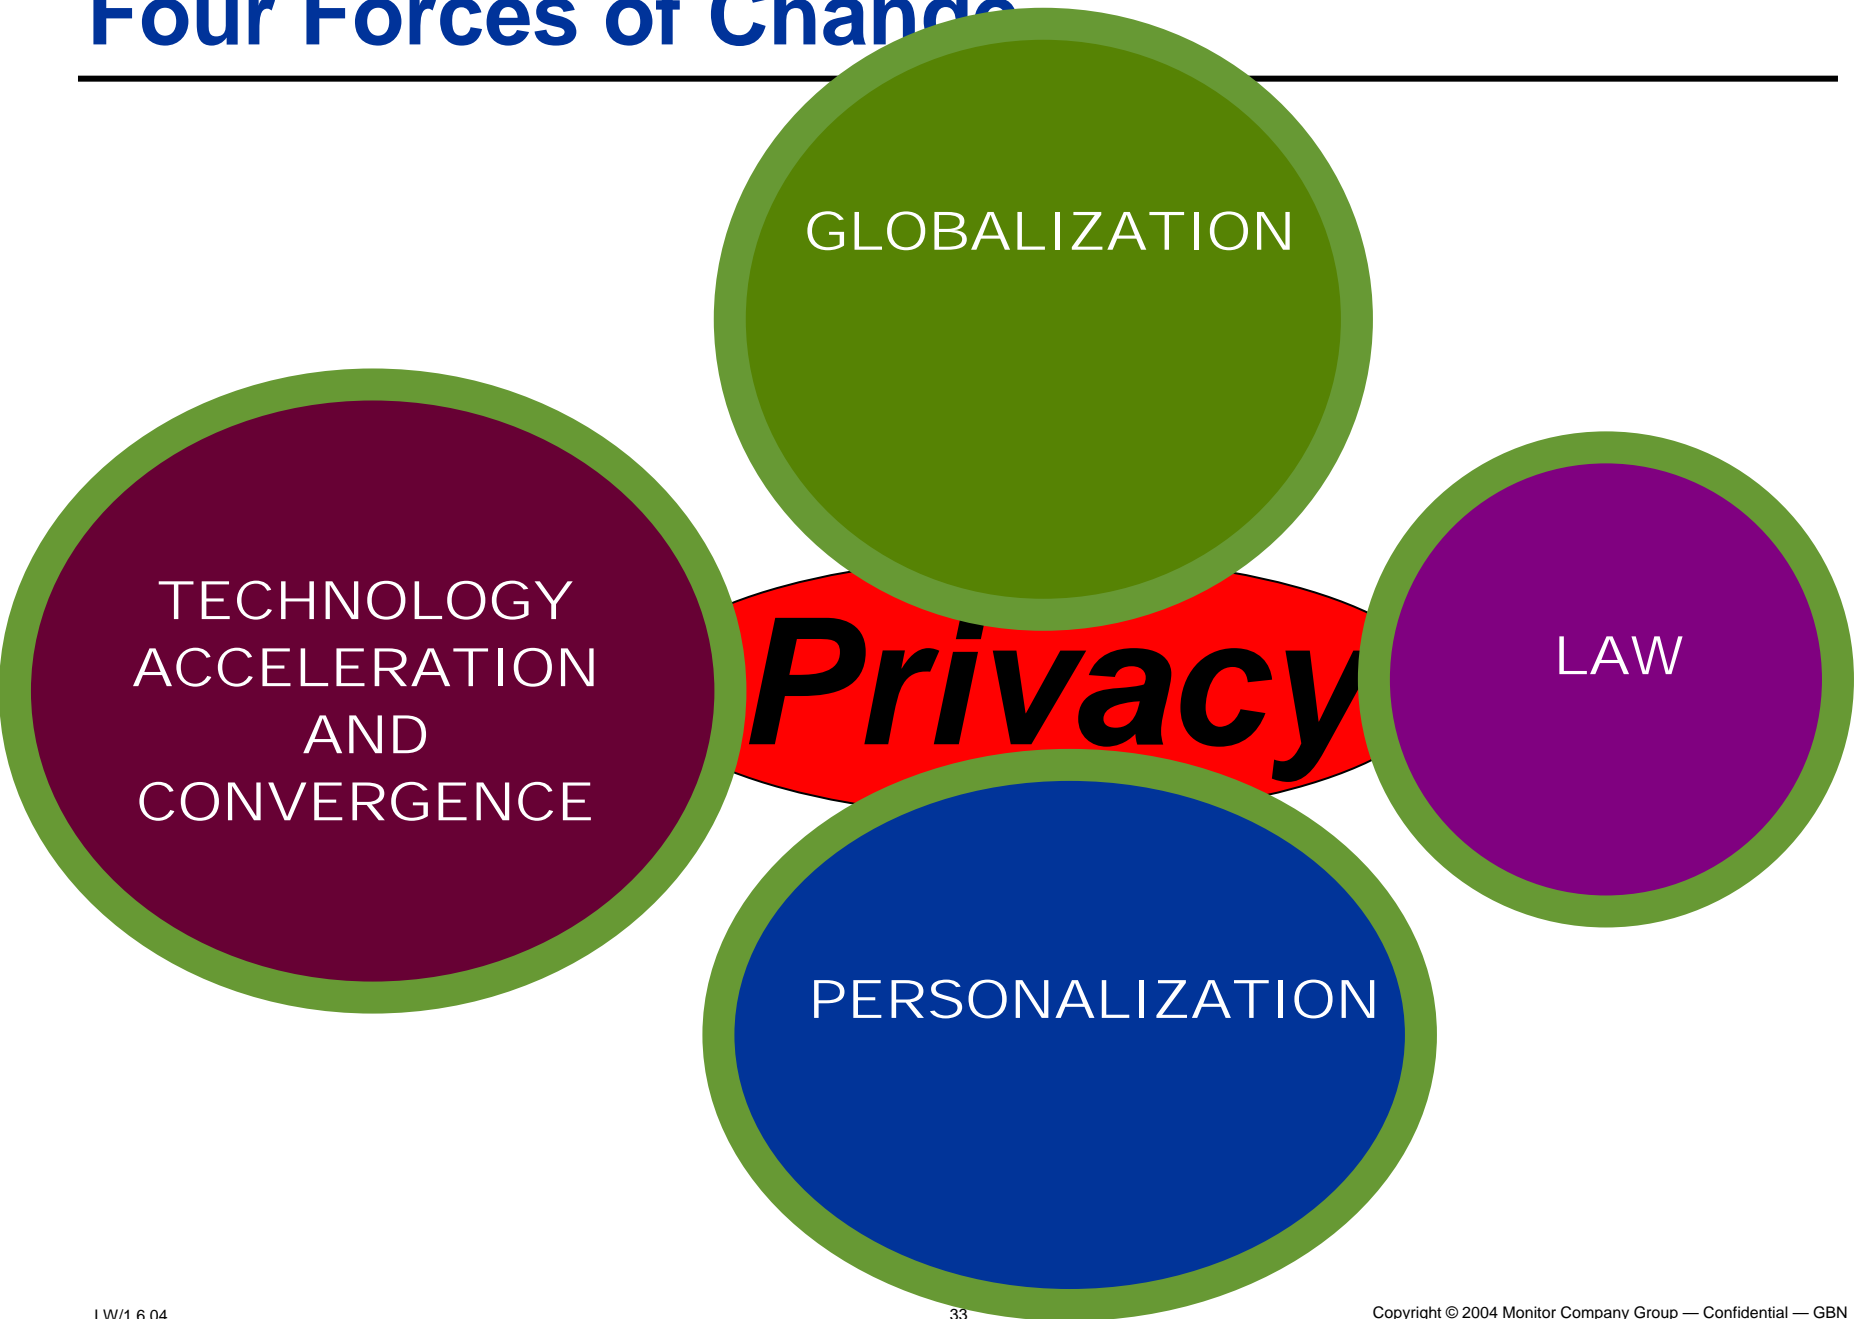 Four Forces of Change
GLOBALIZATION
TECHNOLOGY
ACCELERATION
AND
CONVERGENCE
Privacy
LAW
PERSONALIZATION
LW/1.6.04
33
Copyright © 2004 Monitor Company Group — Confidential — GBN